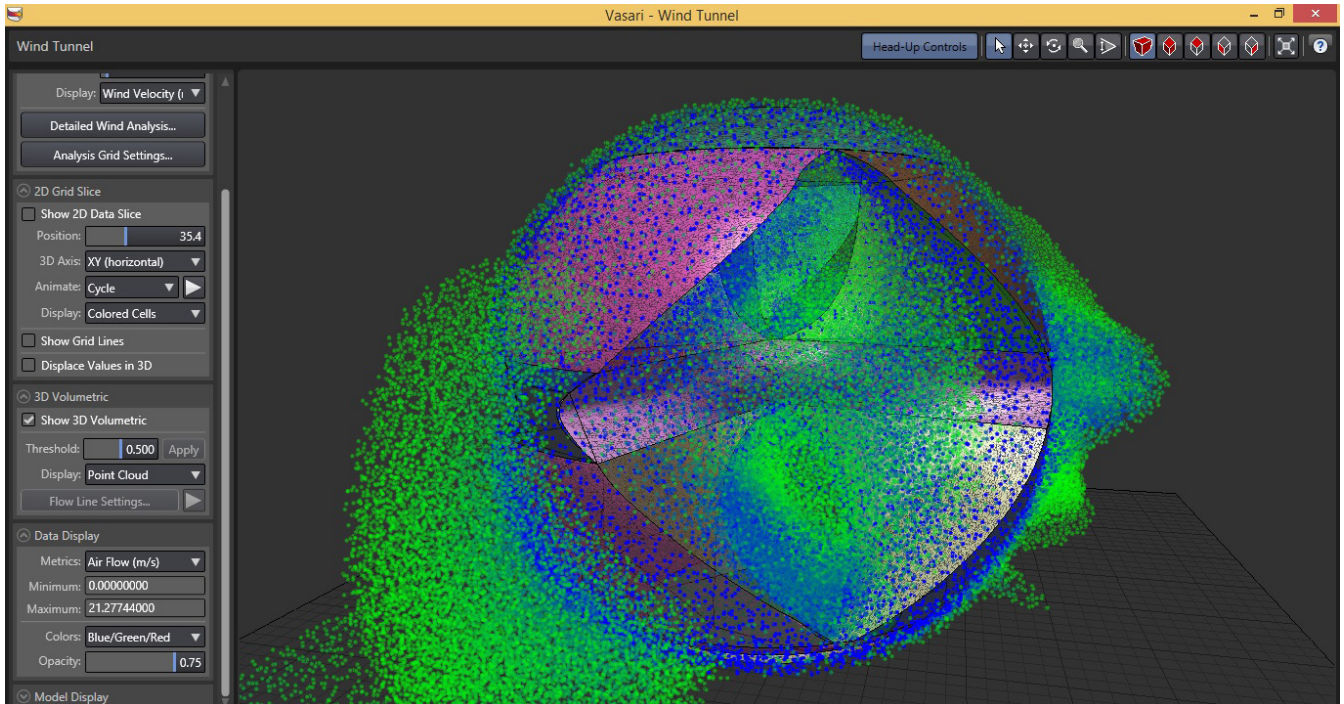 Vasari - Wind Tunnel
Wind Tunnel
Head-Up Controls
Display: Wind Velocity (
Detailed Wind Analysis...
Analysis Grid Settings...
2D Grid Slice
Show 2D Data Slice
Position: 35.4
3D Axis: XY (horizontal)
Animate: Cycle
Display: Colored Cells
Show Grid Lines
Displace Values in 3D
3D Volumetric
Show 3D Volumetric
Threshold: 0.500 Apply
Display: Point Cloud
Flow Line Settings...
Data Display
Metrics: Air Flow (m/s)
Minimum: 0.00000000
Maximum: 21.27744000
Colors: Blue/Green/Red
Opacity: 0.75
Model Display